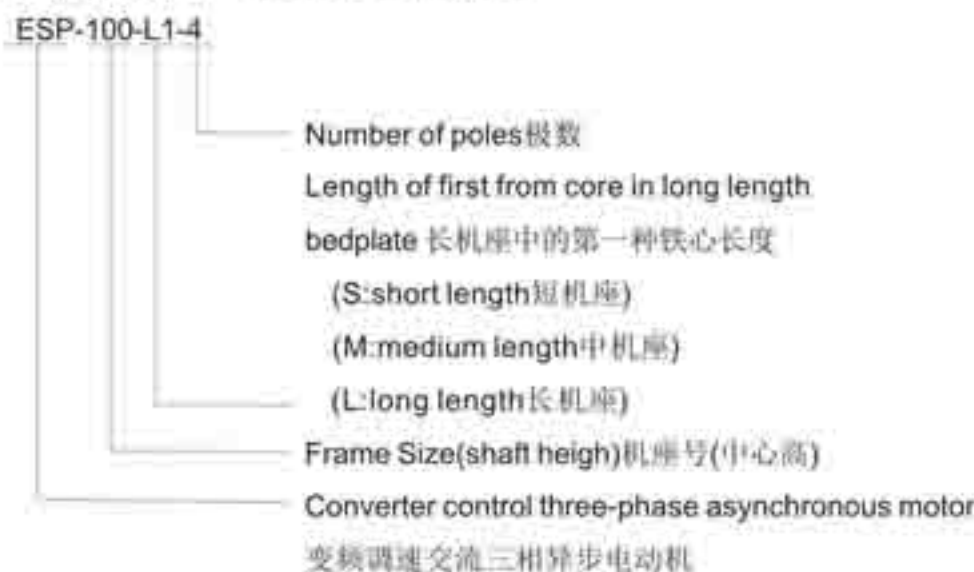 ESP-100-L1-4
Number of poles极数
Length of first from core in long length
bedplate 长机座中的第一种铁心长度
(S:short length短机座)
(M:medium length中机座)
(L:long length长机座)
Frame Size(shaft heigh)机座号(中心高)
Converter control three-phase asynchronous motor
变频调速交流三相异步电动机